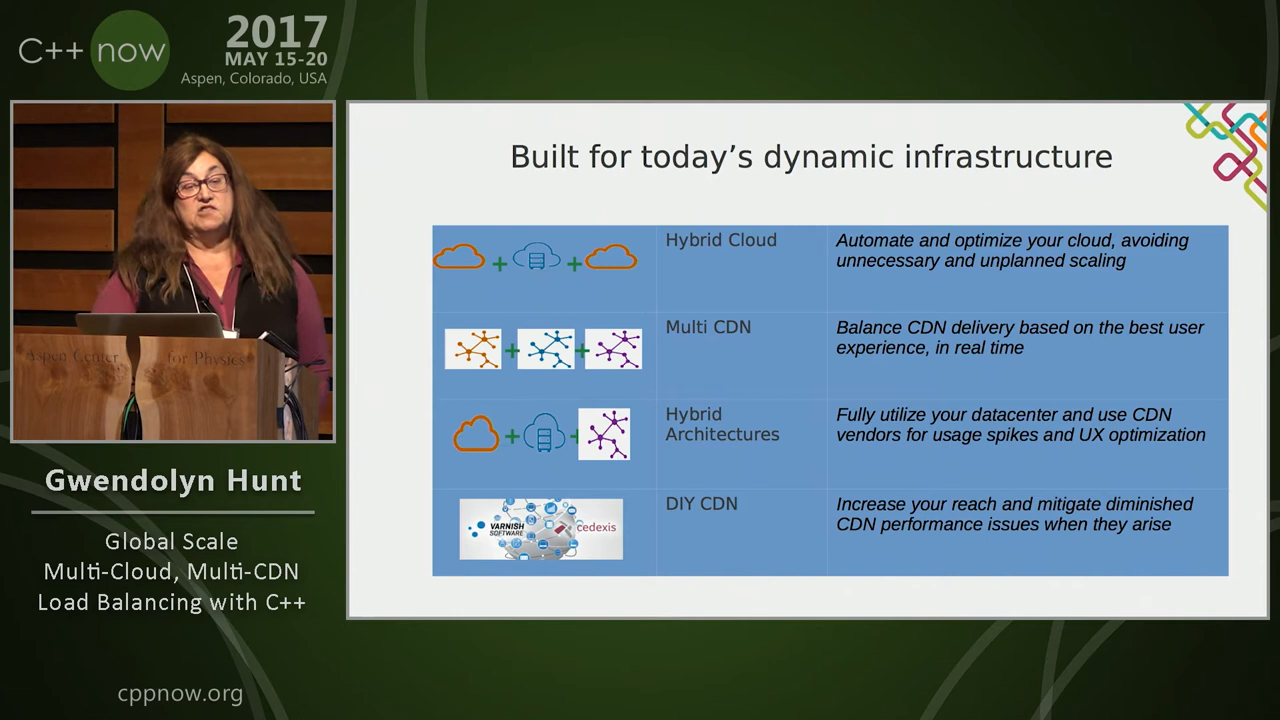 C++ now
2017
MAY 15-20
Aspen, Colorado, USA
Aspen Center for Physics
Gwendolyn Hunt
Global Scale
Multi-Cloud, Multi-CDN
Load Balancing with C++
cppnow.org
Built for today’s dynamic infrastructure
Hybrid Cloud
Automate and optimize your cloud, avoiding
unnecessary and unplanned scaling
Multi CDN
Balance CDN delivery based on the best user
experience, in real time
Hybrid
Architectures
Fully utilize your datacenter and use CDN
vendors for usage spikes and UX optimization
VARNISH
SOFTWARE
cedexis
DIY CDN
Increase your reach and mitigate diminished
CDN performance issues when they arise